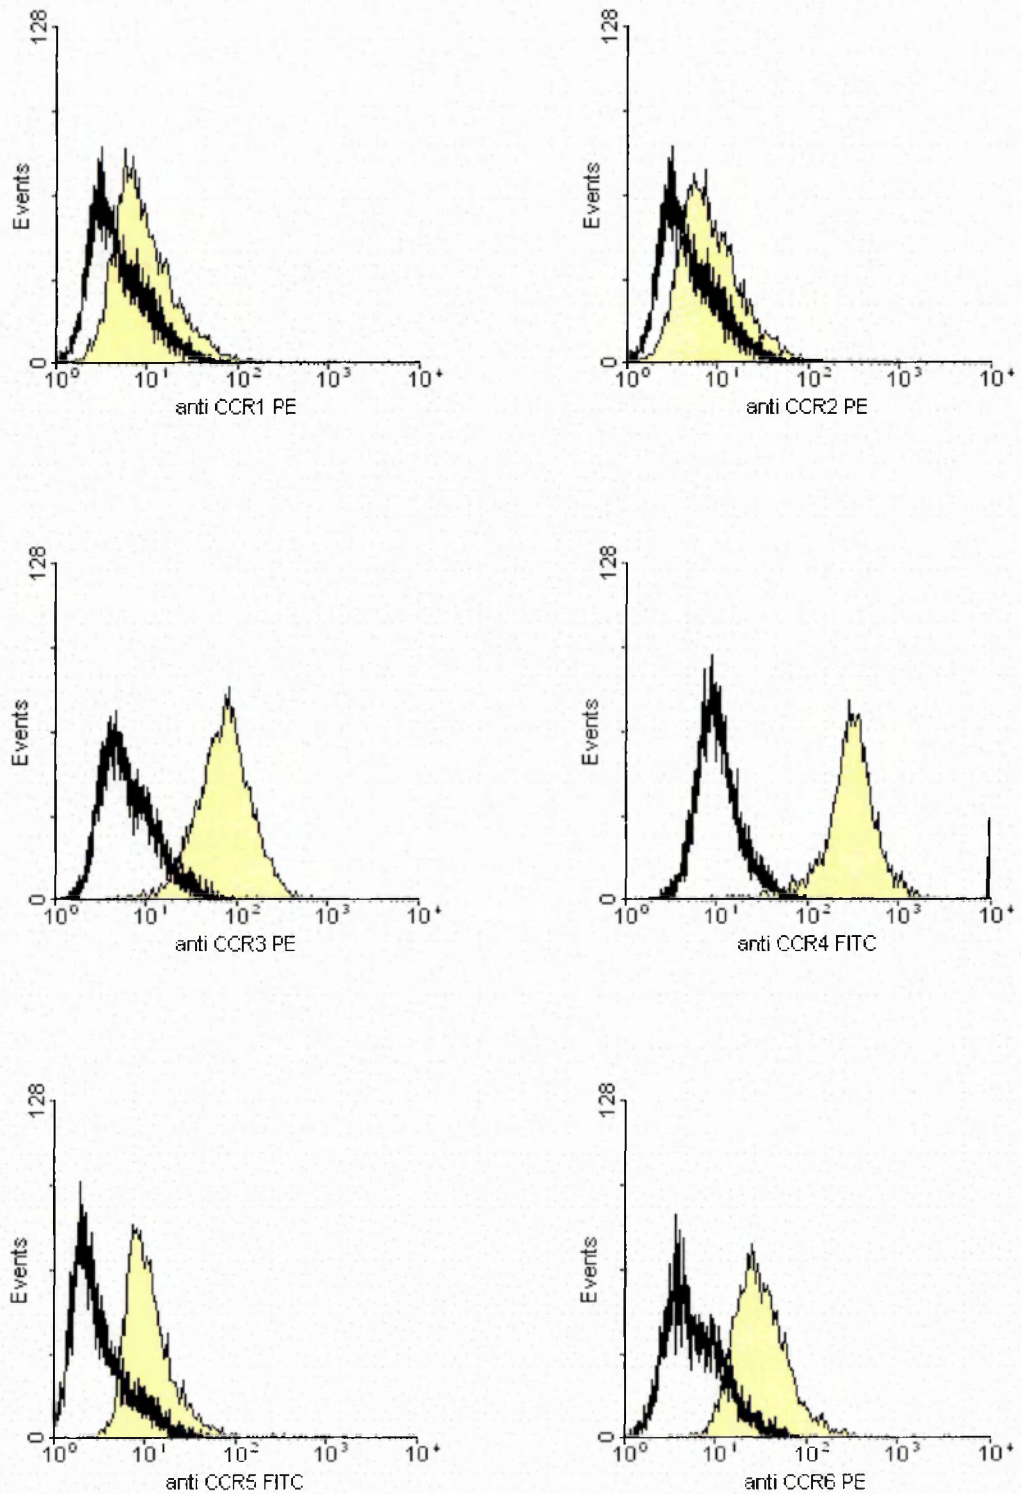 128
128
Events
Events
0
0
10⁰ 10¹ 10² 10³ 10⁴
10⁰ 10¹ 10² 10³ 10⁴
anti CCR1 PE
anti CCR2 PE
128
128
Events
Events
0
0
10⁰ 10¹ 10² 10³ 10⁴
10⁰ 10¹ 10² 10³ 10⁴
anti CCR3 PE
anti CCR4 FITC
128
128
Events
Events
0
0
10⁰ 10¹ 10² 10³ 10⁴
10⁰ 10¹ 10² 10³ 10⁴
anti CCR5 FITC
anti CCR6 PE